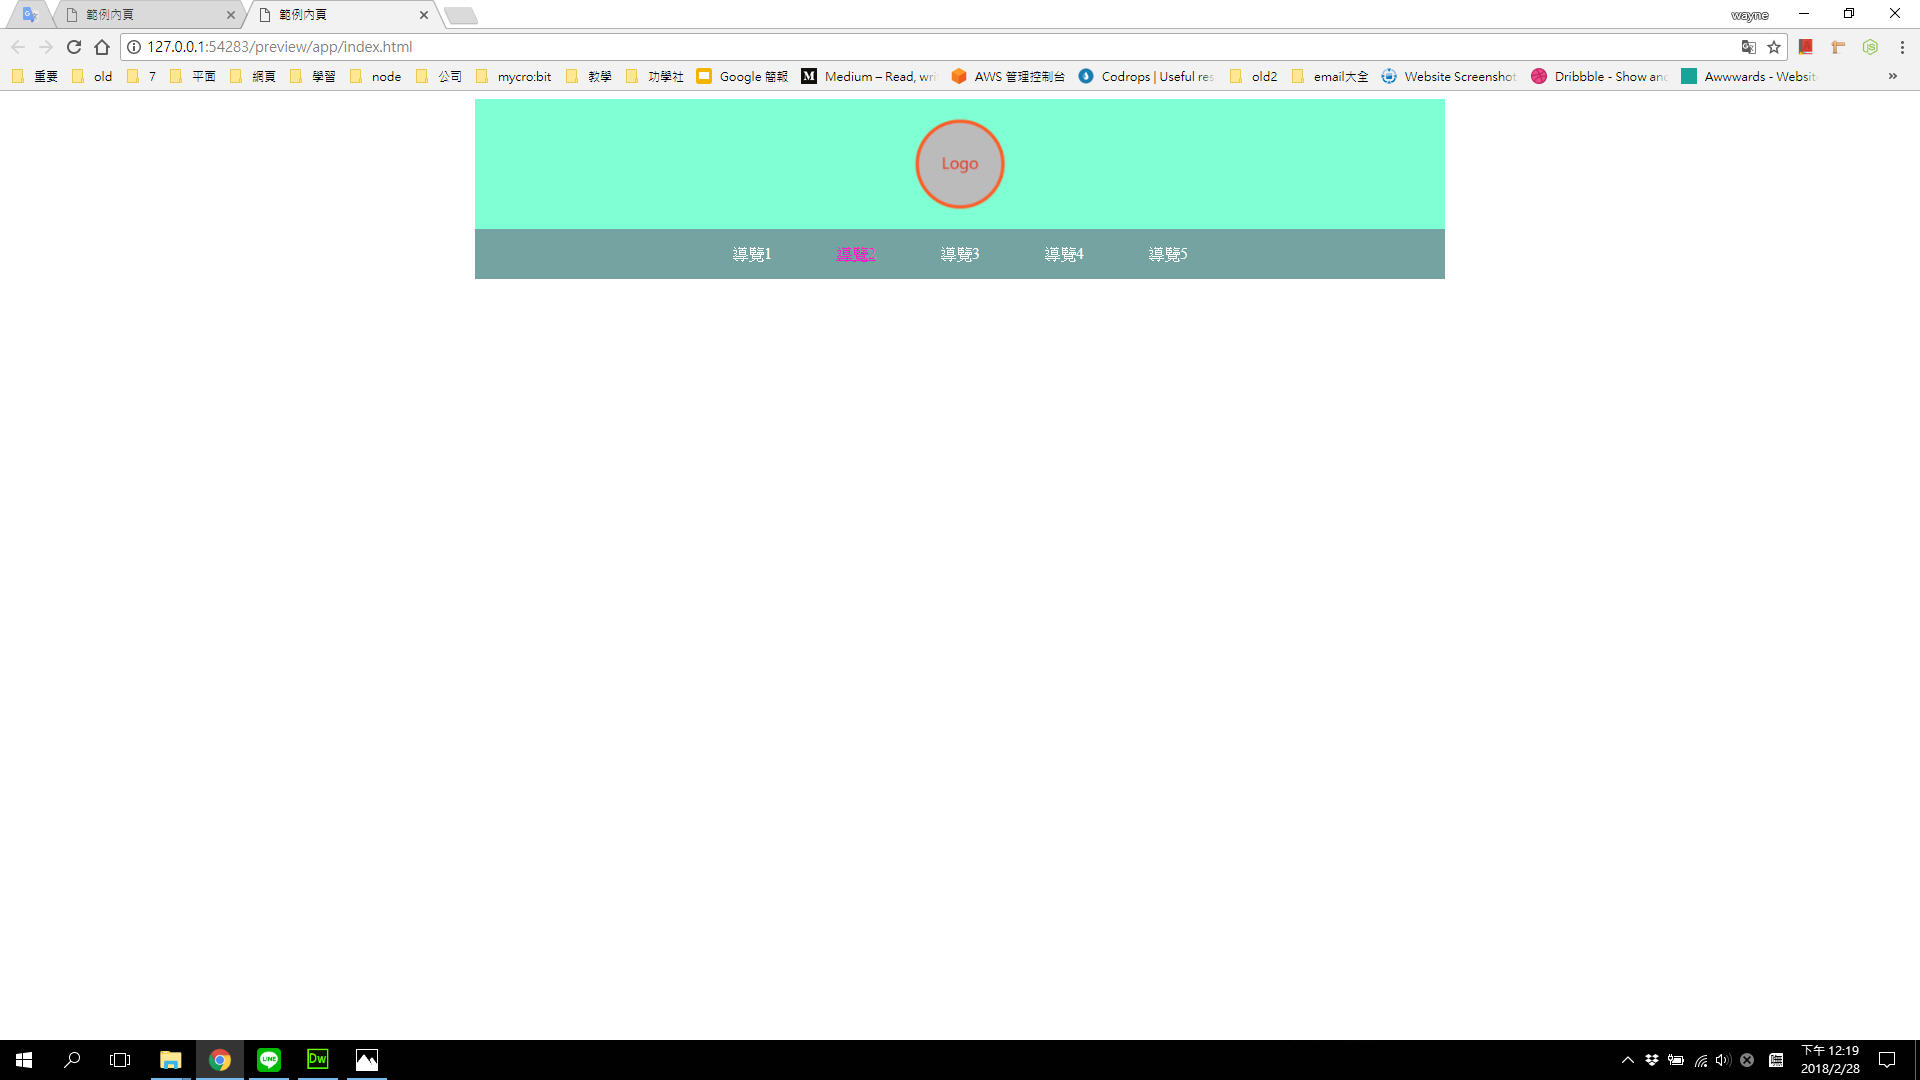 範例內頁
範例內頁
wayne
127.0.0.1:54283/preview/app/index.html
重要 old 7 平面 網頁 學習 node 公司 mycro:bit 教學 功學社 Google 簡報 Medium – Read, wri AWS 管理控制台 Codrops | Useful res old2 email大全 Website Screenshot Dribbble - Show and Awwwards - Websit »
Logo
導覽1 導覽2 導覽3 導覽4 導覽5
LINE Dw
下午 12:19
2018/2/28